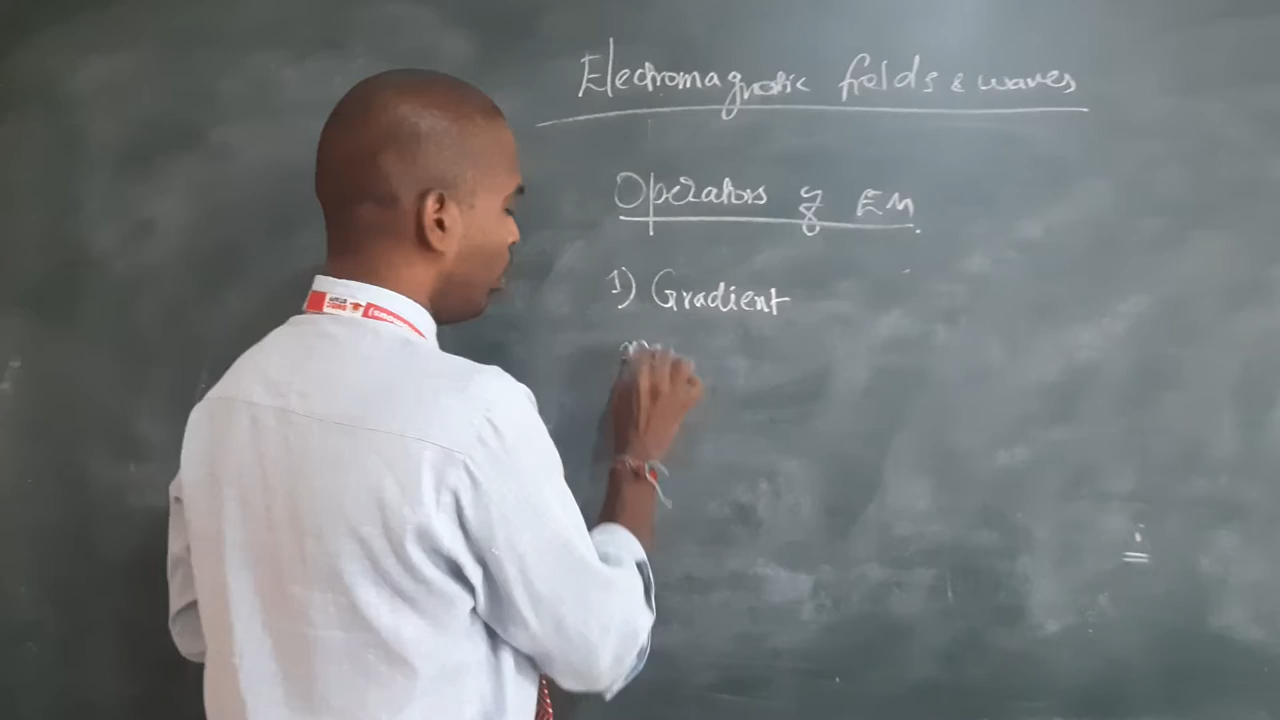 Electromagnetic fields & waves
Operators of EM
1) Gradient